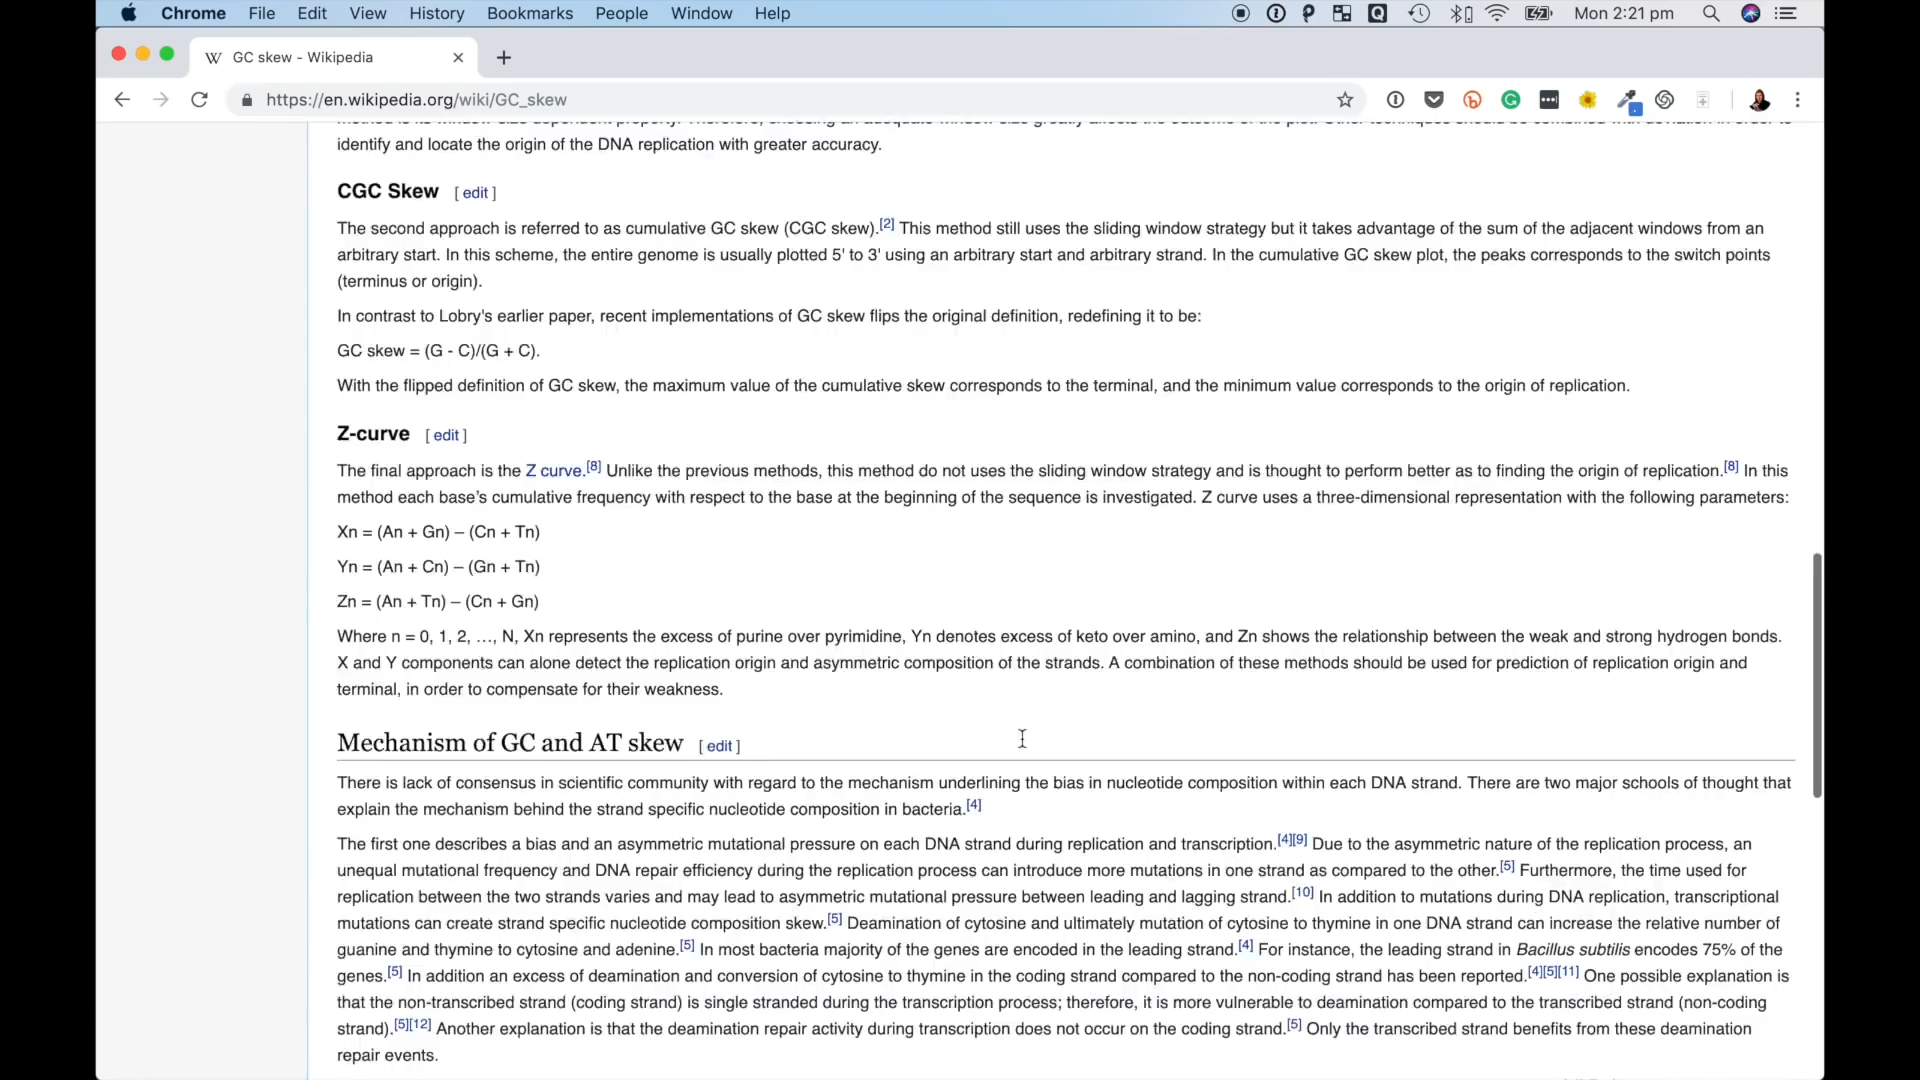 Chrome File Edit View History Bookmarks People Window Help Mon 2:21 pm
W GC skew - Wikipedia
https://en.wikipedia.org/wiki/GC_skew
identify and locate the origin of the DNA replication with greater accuracy.
CGC Skew [ edit ]
The second approach is referred to as cumulative GC skew (CGC skew).[2] This method still uses the sliding window strategy but it takes advantage of the sum of the adjacent windows from an
arbitrary start. In this scheme, the entire genome is usually plotted 5' to 3' using an arbitrary start and arbitrary strand. In the cumulative GC skew plot, the peaks corresponds to the switch points
(terminus or origin).
In contrast to Lobry's earlier paper, recent implementations of GC skew flips the original definition, redefining it to be:
GC skew = (G - C)/(G + C).
With the flipped definition of GC skew, the maximum value of the cumulative skew corresponds to the terminal, and the minimum value corresponds to the origin of replication.
Z-curve [ edit ]
The final approach is the Z curve.[8] Unlike the previous methods, this method do not uses the sliding window strategy and is thought to perform better as to finding the origin of replication.[8] In this
method each base’s cumulative frequency with respect to the base at the beginning of the sequence is investigated. Z curve uses a three-dimensional representation with the following parameters:
Xn = (An + Gn) – (Cn + Tn)
Yn = (An + Cn) – (Gn + Tn)
Zn = (An + Tn) – (Cn + Gn)
Where n = 0, 1, 2, …, N, Xn represents the excess of purine over pyrimidine, Yn denotes excess of keto over amino, and Zn shows the relationship between the weak and strong hydrogen bonds.
X and Y components can alone detect the replication origin and asymmetric composition of the strands. A combination of these methods should be used for prediction of replication origin and
terminal, in order to compensate for their weakness.
Mechanism of GC and AT skew [ edit ]
There is lack of consensus in scientific community with regard to the mechanism underlining the bias in nucleotide composition within each DNA strand. There are two major schools of thought that
explain the mechanism behind the strand specific nucleotide composition in bacteria.[4]
The first one describes a bias and an asymmetric mutational pressure on each DNA strand during replication and transcription.[4][9] Due to the asymmetric nature of the replication process, an
unequal mutational frequency and DNA repair efficiency during the replication process can introduce more mutations in one strand as compared to the other.[5] Furthermore, the time used for
replication between the two strands varies and may lead to asymmetric mutational pressure between leading and lagging strand.[10] In addition to mutations during DNA replication, transcriptional
mutations can create strand specific nucleotide composition skew.[5] Deamination of cytosine and ultimately mutation of cytosine to thymine in one DNA strand can increase the relative number of
guanine and thymine to cytosine and adenine.[5] In most bacteria majority of the genes are encoded in the leading strand.[4] For instance, the leading strand in Bacillus subtilis encodes 75% of the
genes.[5] In addition an excess of deamination and conversion of cytosine to thymine in the coding strand compared to the non-coding strand has been reported.[4][5][11] One possible explanation is
that the non-transcribed strand (coding strand) is single stranded during the transcription process; therefore, it is more vulnerable to deamination compared to the transcribed strand (non-coding
strand).[5][12] Another explanation is that the deamination repair activity during transcription does not occur on the coding strand.[5] Only the transcribed strand benefits from these deamination
repair events.